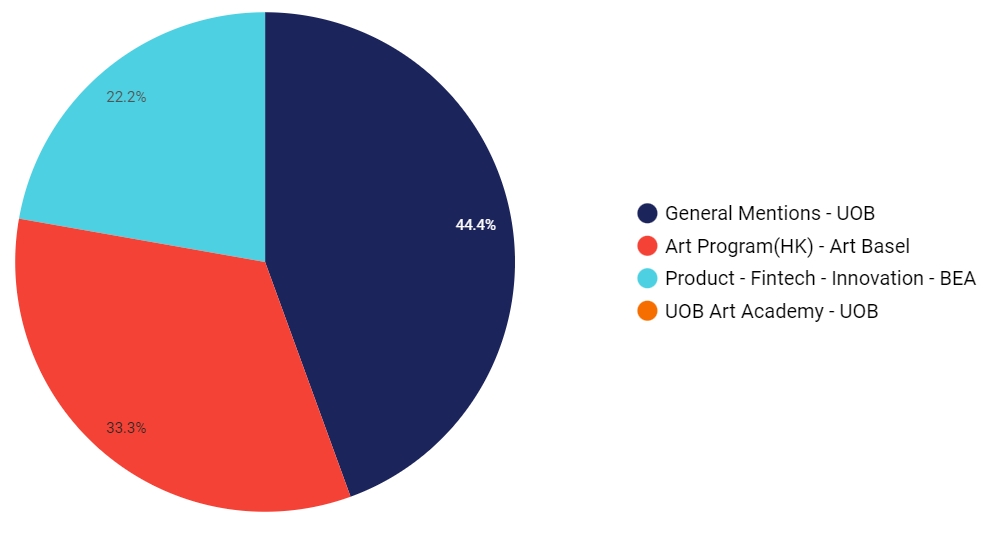 22.2%
44.4%
33.3%
General Mentions - UOB
Art Program(HK) - Art Basel
Product - Fintech - Innovation - BEA
UOB Art Academy - UOB